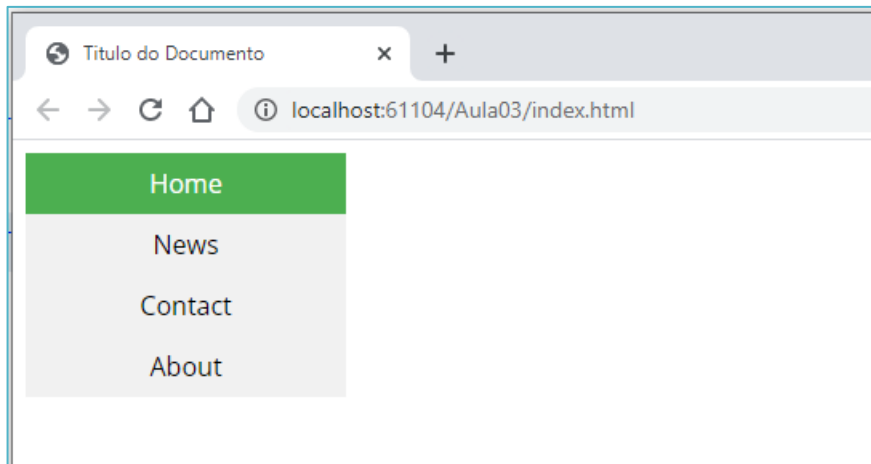 Titulo do Documento
localhost:61104/Aula03/index.html
Home
News
Contact
About